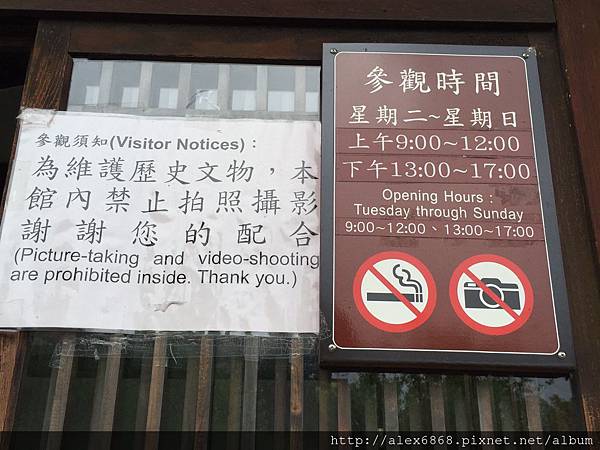 參觀須知(Visitor Notices)：
為維護歷史文物，本
館內禁止拍照攝影
謝謝您的配合
(Picture-taking and video-shooting
are prohibited inside. Thank you.)
參觀時間
星期二~星期日
上午9:00~12:00
下午13:00~17:00
Opening Hours：
Tuesday through Sunday
9:00~12:00、13:00~17:00
http://alex6868.pixnet.net/album